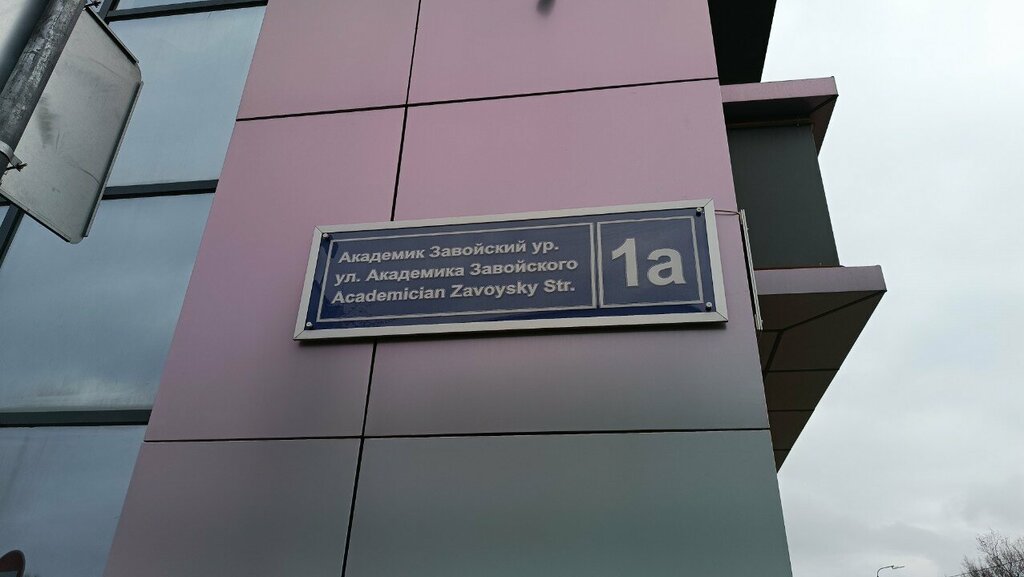 Академик Завойский ур.
ул. Академика Завойского
Academician Zavoysky Str.
1а